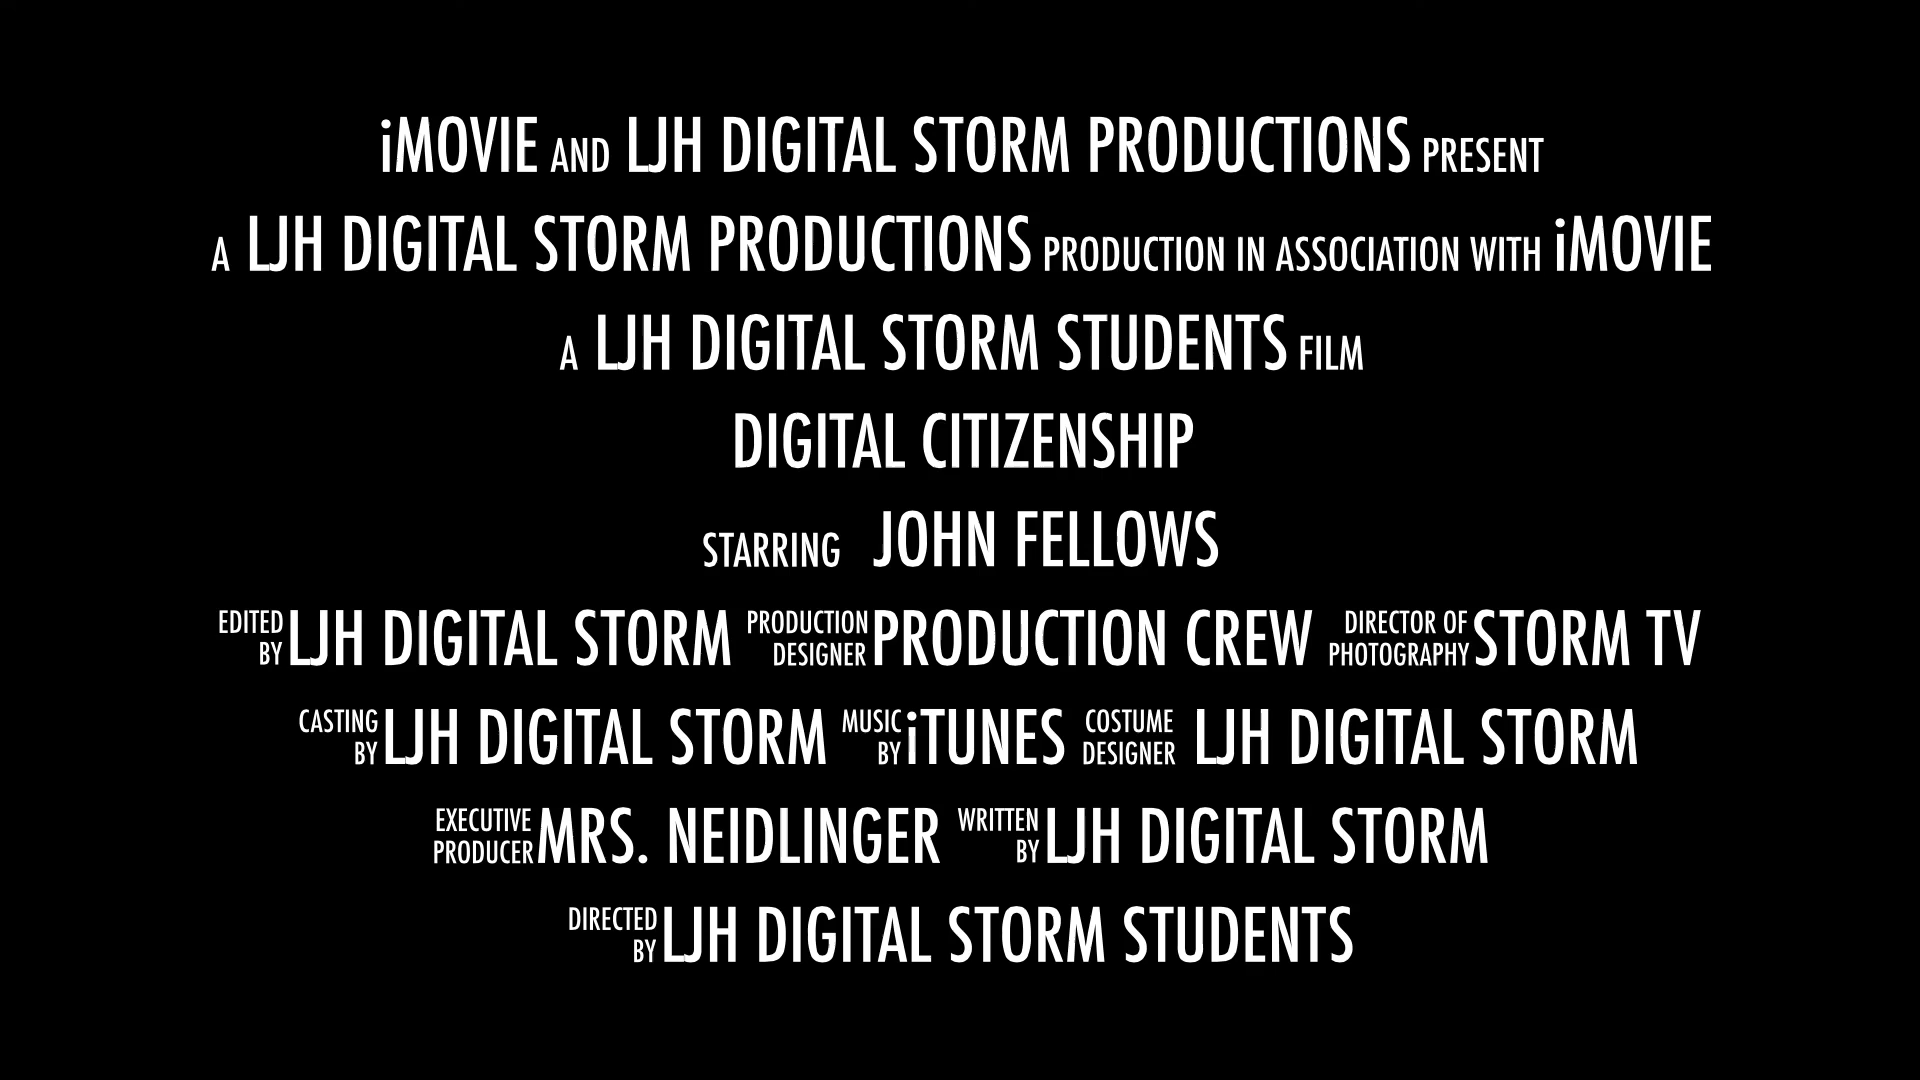 iMOVIE AND LJH DIGITAL STORM PRODUCTIONS PRESENT
A LJH DIGITAL STORM PRODUCTIONS PRODUCTION IN ASSOCIATION WITH iMOVIE
A LJH DIGITAL STORM STUDENTS FILM
DIGITAL CITIZENSHIP
STARRING JOHN FELLOWS
EDITED BY LJH DIGITAL STORM PRODUCTION DESIGNER PRODUCTION CREW DIRECTOR OF PHOTOGRAPHY STORM TV
CASTING BY LJH DIGITAL STORM MUSIC BY iTUNES COSTUME DESIGNER LJH DIGITAL STORM
EXECUTIVE PRODUCER MRS. NEIDLINGER WRITTEN BY LJH DIGITAL STORM
DIRECTED BY LJH DIGITAL STORM STUDENTS